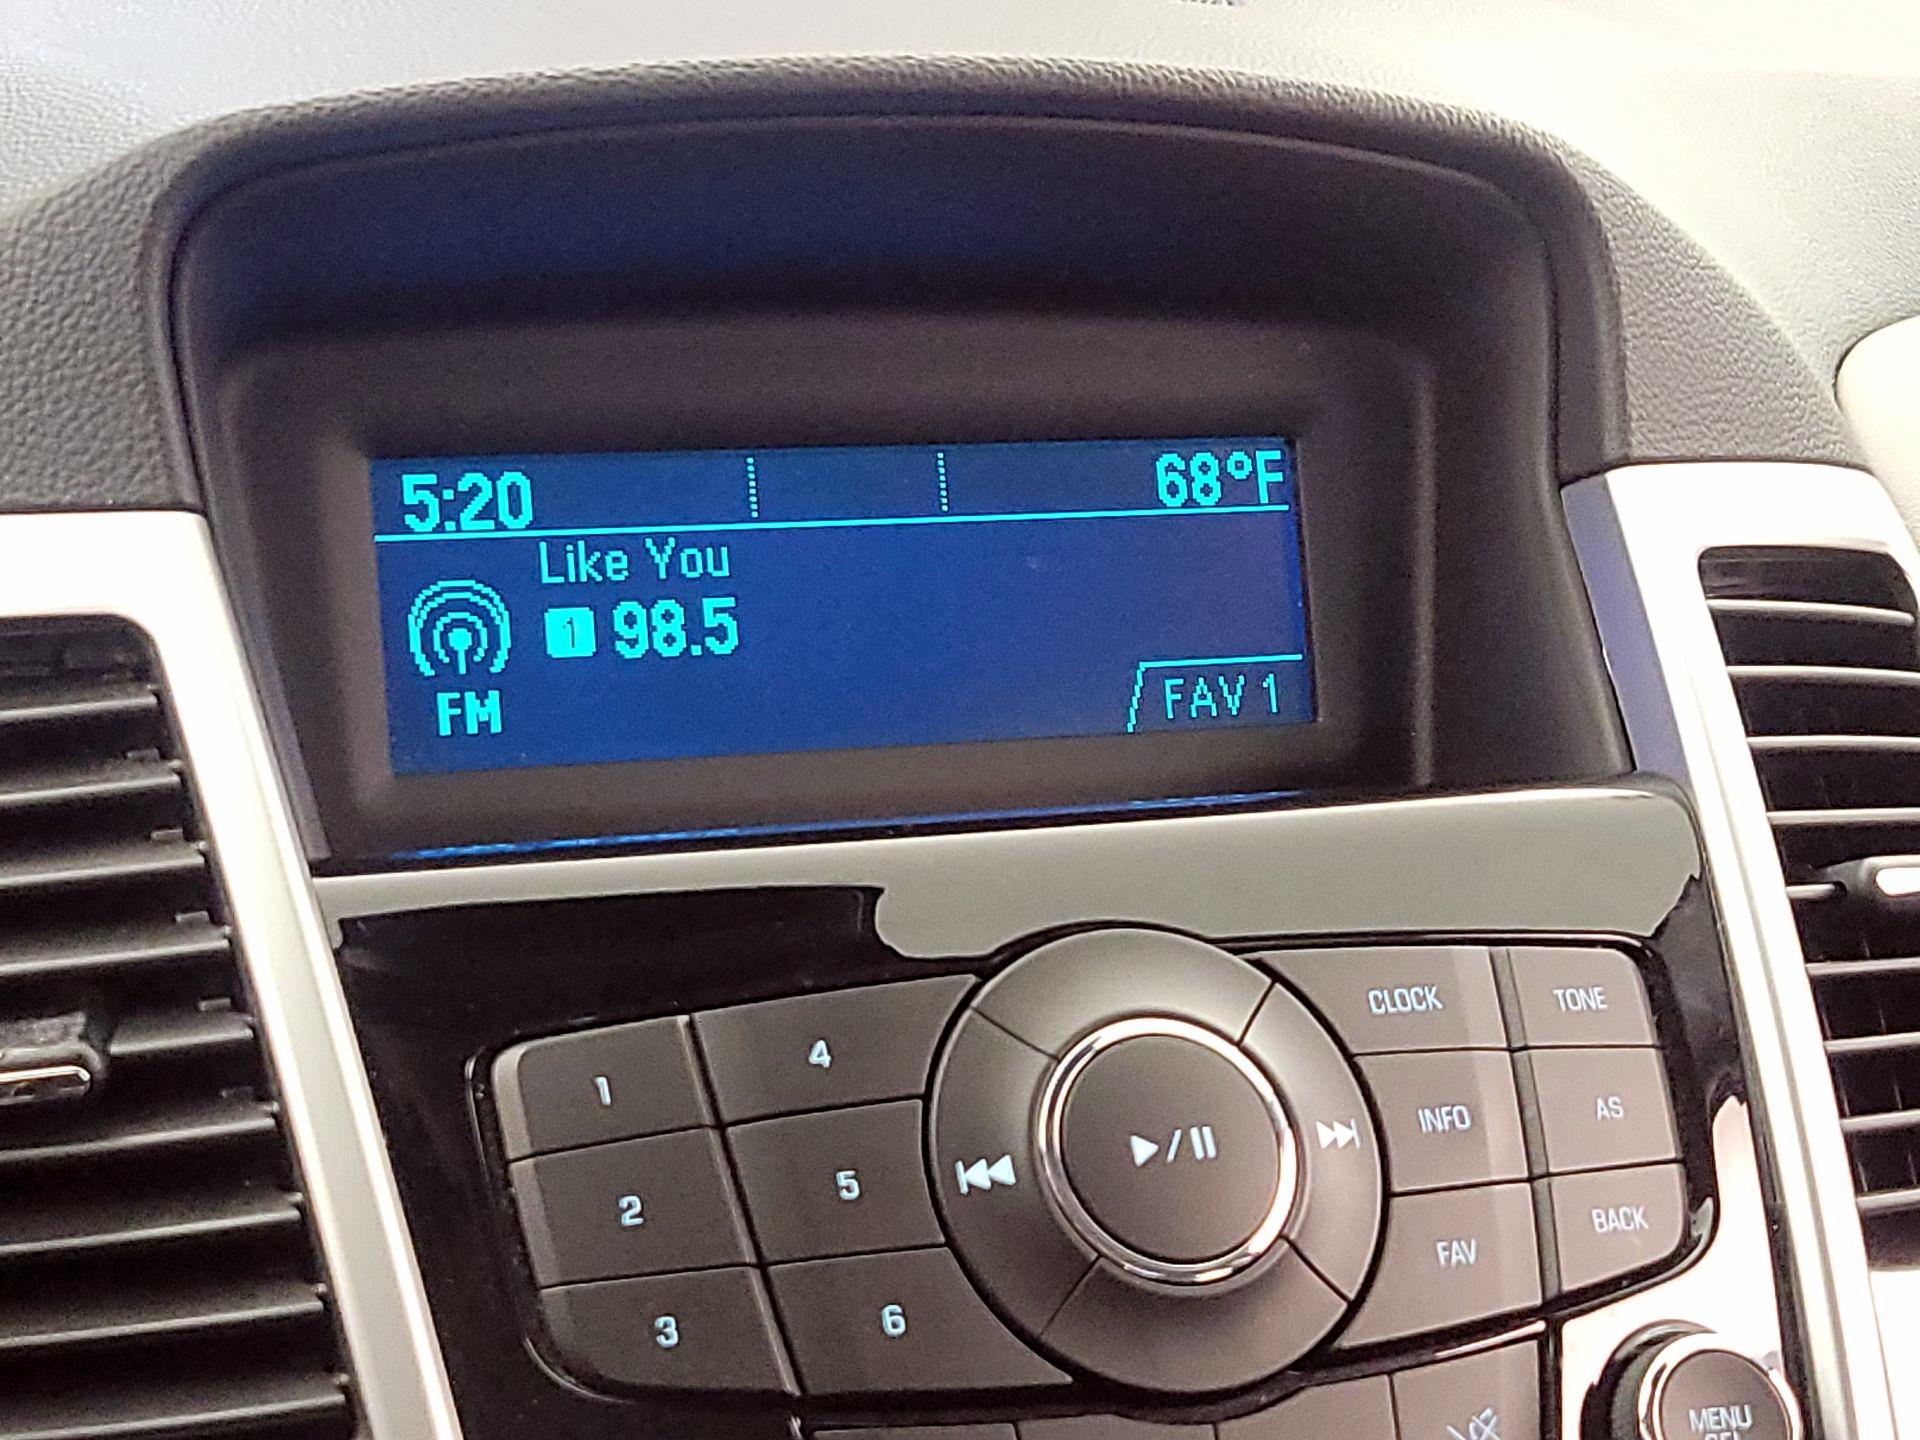 5:20 68°F
Like You
1 98.5
FM
FAV 1
1 4 CLOCK TONE
2 5 INFO AS
3 6 FAV BACK
MENU